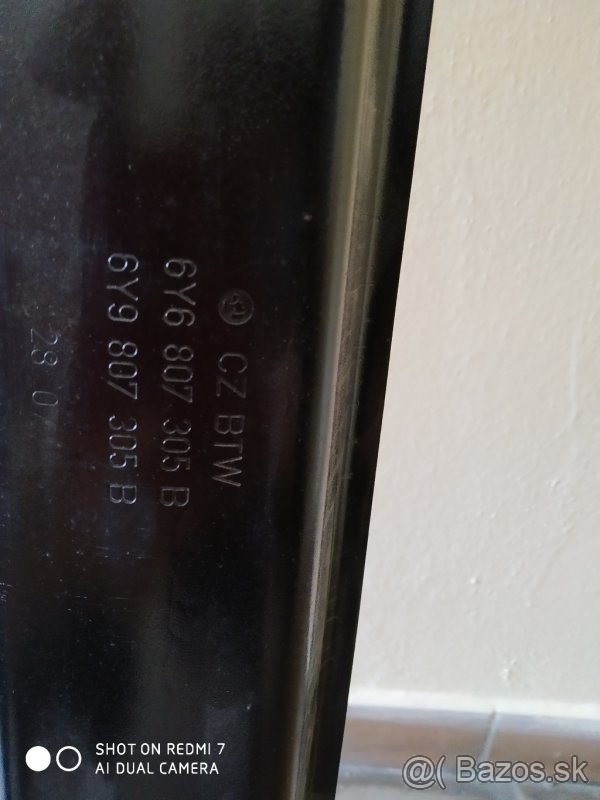 CZ BTW
6Y6 807 305 B
6Y9 807 305 B
28 0
SHOT ON REDMI 7
AI DUAL CAMERA
@( Bazos.sk